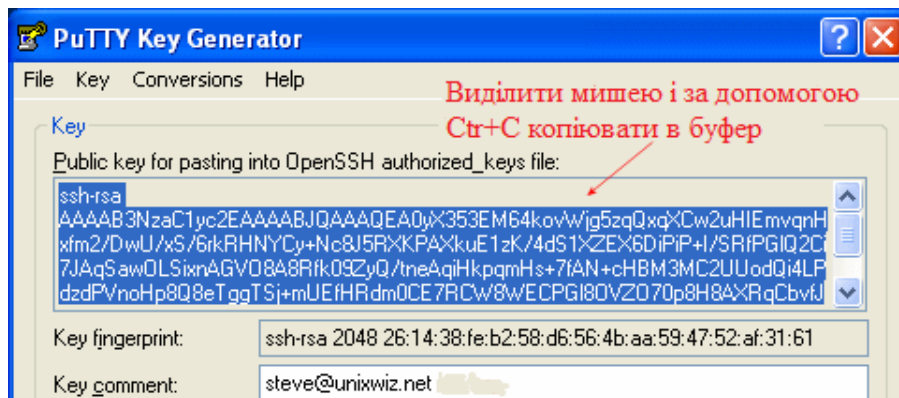 PuTTY Key Generator
File Key Conversions Help
Виділити мишею і за допомогою
Ctr+C копіювати в буфер
Key
Public key for pasting into OpenSSH authorized_keys file:
ssh-rsa
AAAAB3NzaC1yc2EAAAABJQAAAQEA0yX353EM64kovWjg5zqQxqXCw2uHIEmvqnH
xfm2/DwU/xS/6rkRHNYCy+Nc8J5RXKPAXkuE1zK/4dS1XZEX6DiPiP+I/SRfPGIQ2Ci
7JAqSawOLSixnAGVO8A8Rfk09ZyQ/tneAqiHkpqmHs+7fAN+cHBM3MC2UUodQi4LP
dzdPVnoHp8Q8eTggTSj+mUEfHRdm0CE7RCW8WECPGI8OVZO70p8H8AXRqCbvfJ
Key fingerprint:
ssh-rsa 2048 26:14:38:fe:b2:58:d6:56:4b:aa:59:47:52:af:31:61
Key comment:
steve@unixwiz.net